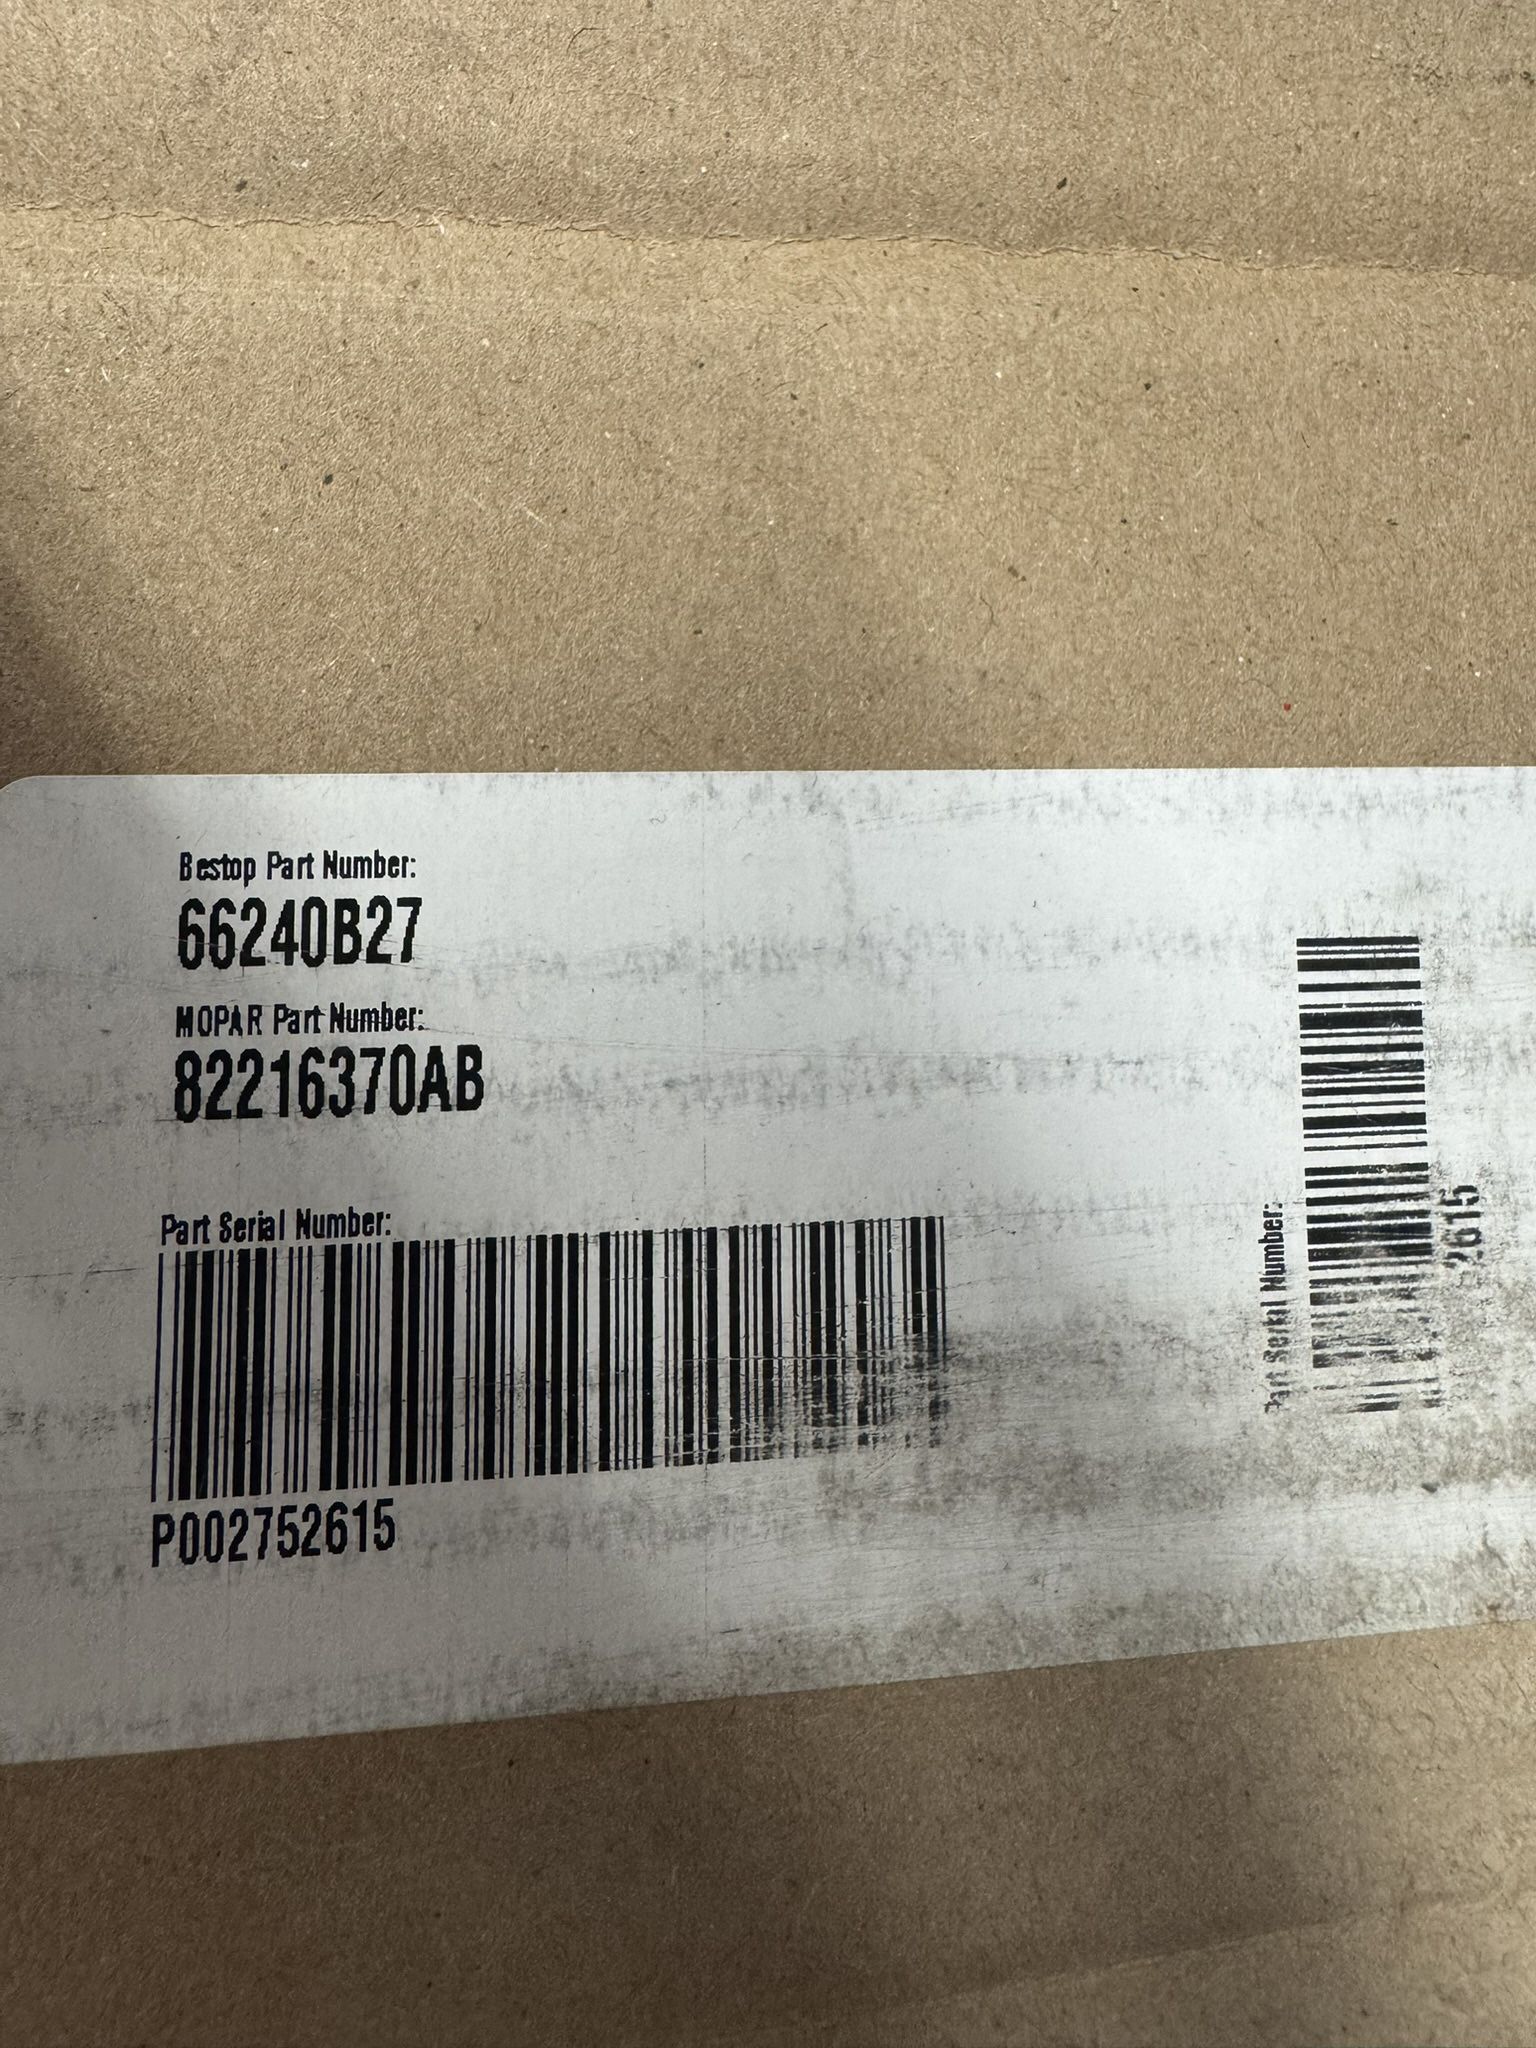 Bestop Part Number:
66240B27
MOPAR Part Number:
82216370AB
Part Serial Number:
P002752615
Part Serial Number:
2615